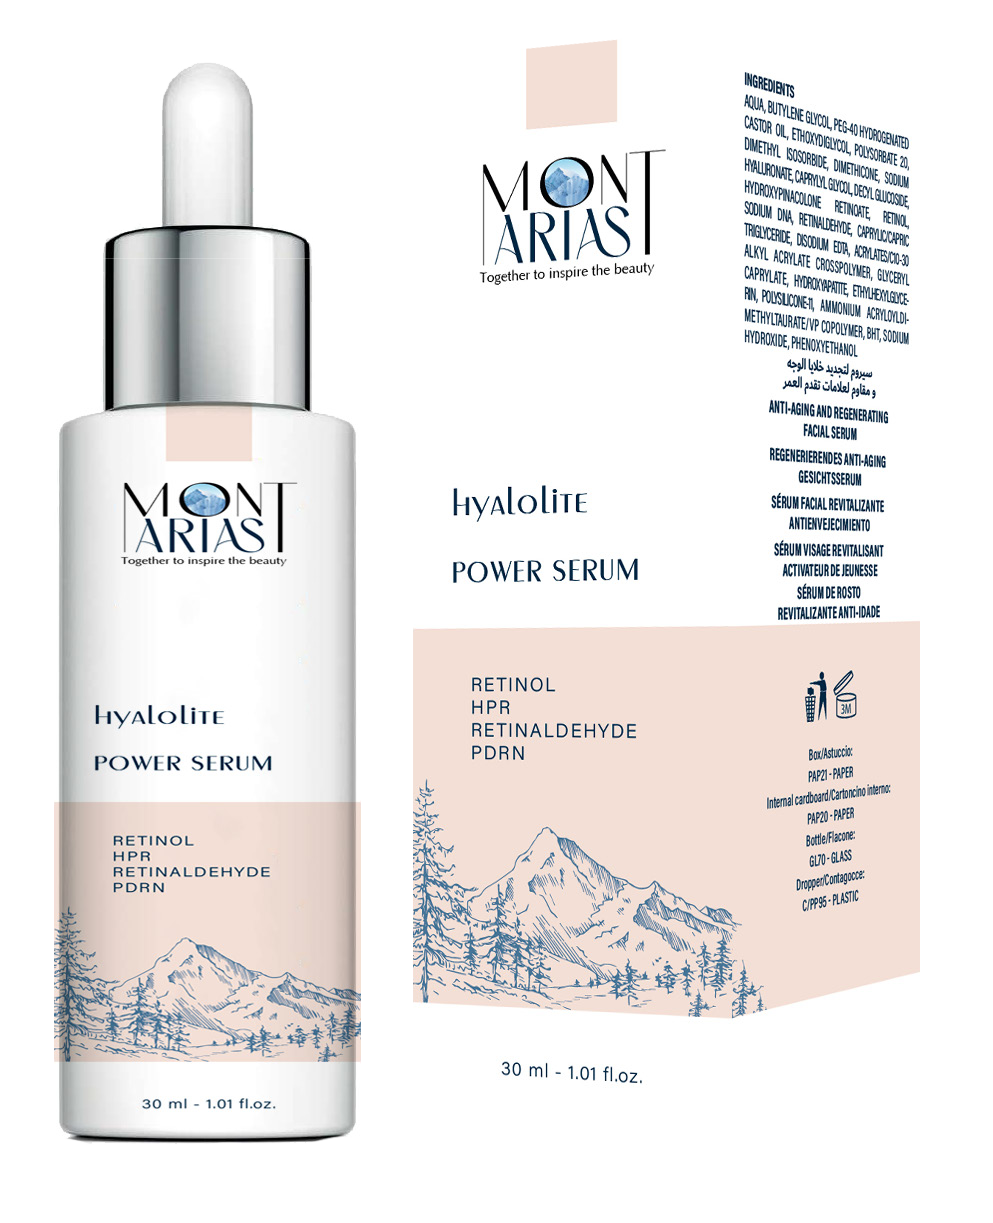 MONT
ARIAST
Together to inspire the beauty
hyalolite
POWER SERUM
RETINOL
HPR
RETINALDEHYDE
PDRN
30 ml - 1.01 fl.oz.
MONT
ARIAS
Together to inspire the beauty
hyalolite
POWER SERUM
RETINOL
HPR
RETINALDEHYDE
PDRN
30 ml - 1.01 fl.oz.
INGREDIENTS
AQUA, BUTYLENE GLYCOL, PEG-40 HYDROGENATED
CASTOR OIL, ETHOXYDIGLYCOL, POLYSORBATE 20,
DIMETHYL ISOSORBIDE, DIMETHICONE, SODIUM
HYALURONATE, CAPRYLYL GLYCOL, DECYL GLUCOSIDE,
HYDROXYPINACOLONE RETINOATE, RETINOL,
SODIUM DNA, RETINALDEHYDE, CAPRYLIC/CAPRIC
TRIGLYCERIDE, DISODIUM EDTA, ACRYLATES/C10-30
ALKYL ACRYLATE CROSSPOLYMER, GLYCERYL
CAPRYLATE, HYDROXYAPATITE, ETHYLHEXYLGLYCE-
RIN, POLYSILICONE-11, AMMONIUM ACRYLOYLDI-
METHYLTAURATE/VP COPOLYMER, BHT, SODIUM
HYDROXIDE, PHENOXYETHANOL
سيروم لتجديد خلايا الوجه
و مقاوم لعلامات تقدم العمر
ANTI-AGING AND REGENERATING
FACIAL SERUM
REGENERIERENDES ANTI-AGING
GESICHTSSERUM
SÉRUM FACIAL REVITALIZANTE
ANTIENVEJECIMIENTO
SÉRUM VISAGE REVITALISANT
ACTIVATEUR DE JEUNESSE
SÉRUM DE ROSTO
REVITALIZANTE ANTI-IDADE
3M
Box/Astuccio:
PAP21 - PAPER
Internal cardboard/Cartoncino interno:
PAP20 - PAPER
Bottle/Flacone:
GL70 - GLASS
Dropper/Contagocce:
C/PP95 - PLASTIC